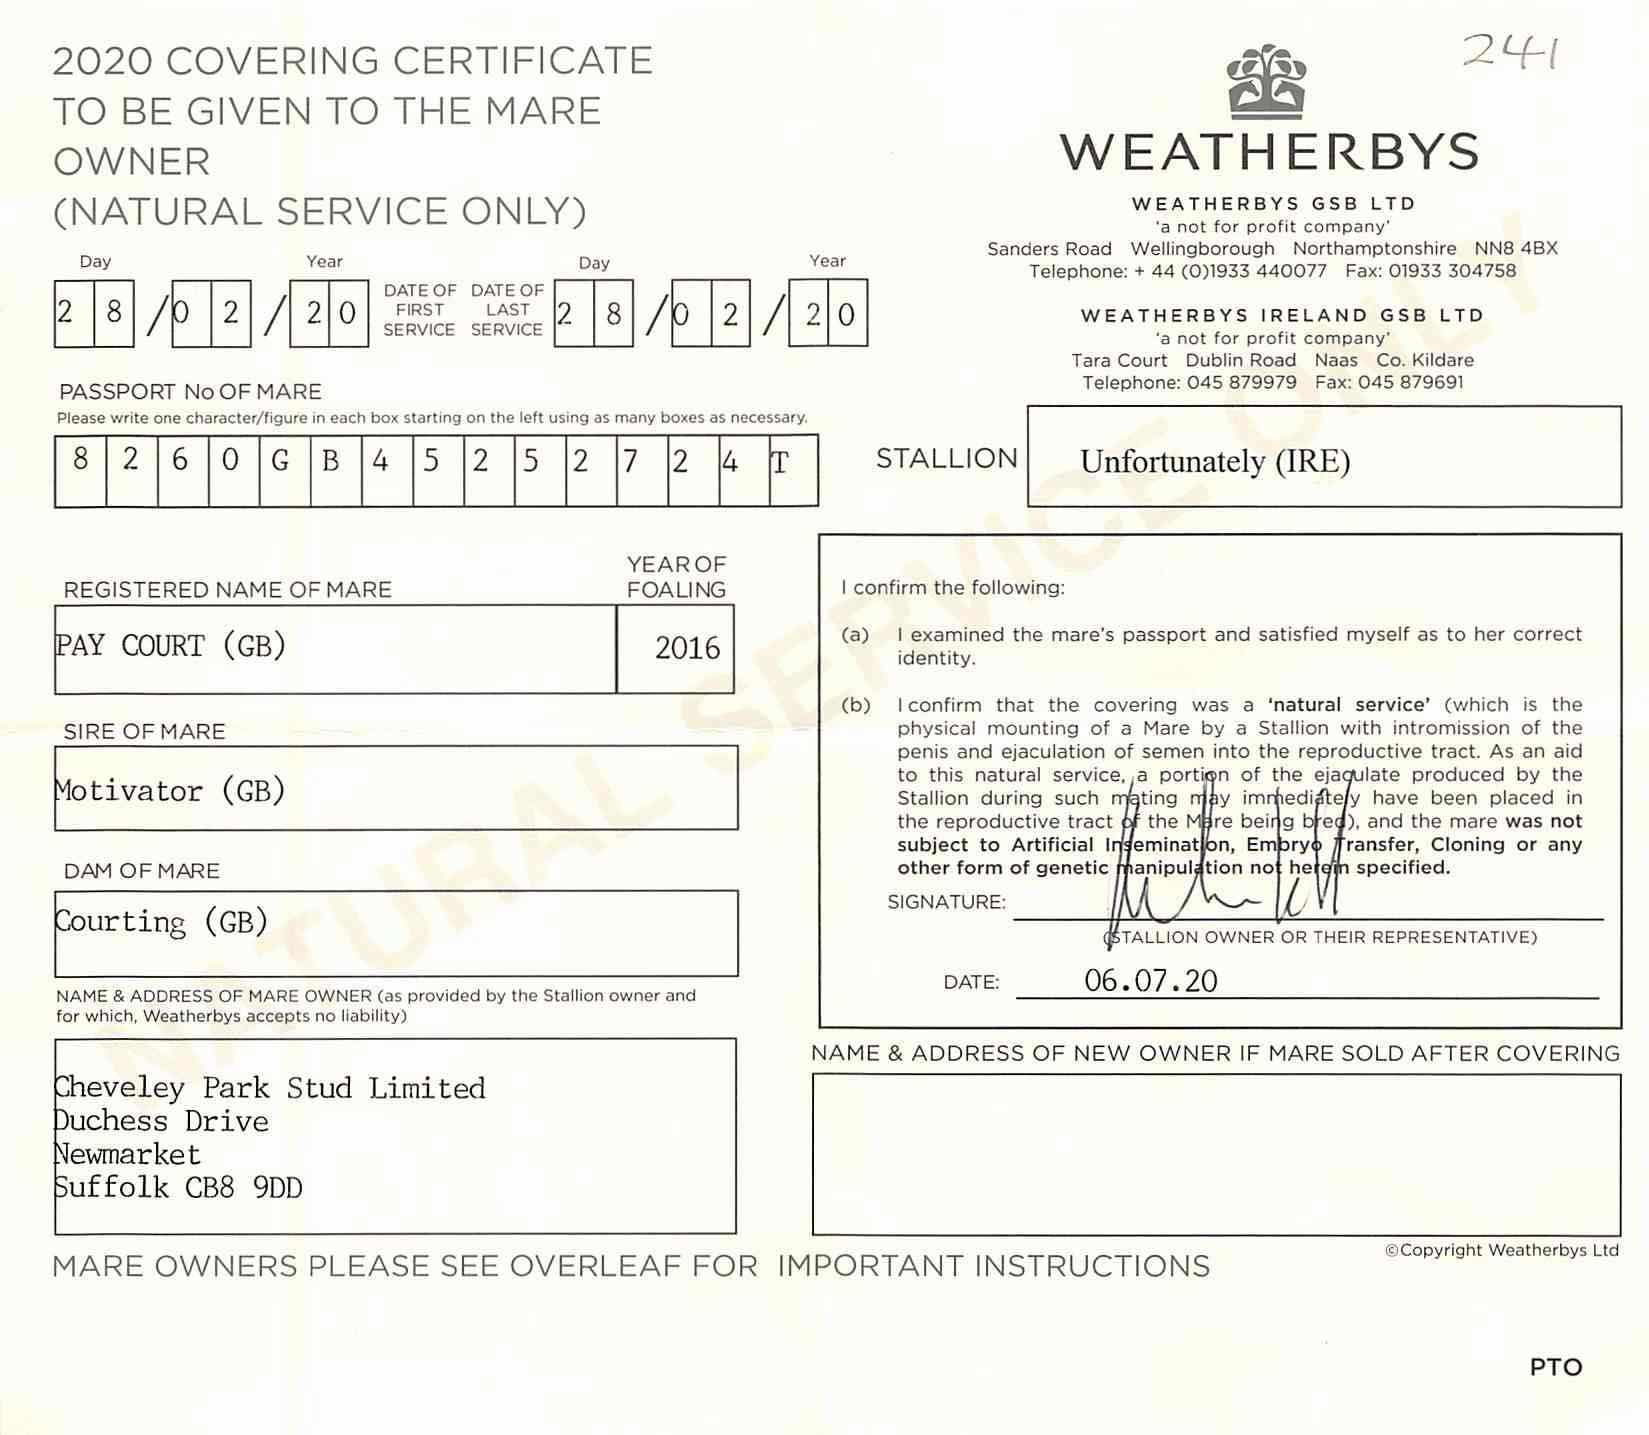 2020 COVERING CERTIFICATE
TO BE GIVEN TO THE MARE
OWNER
(NATURAL SERVICE ONLY)
241
WEATHERBYS
WEATHERBYS GSB LTD
'a not for profit company'
Sanders Road Wellingborough Northamptonshire NN8 4BX
Telephone: + 44 (0)1933 440077 Fax: 01933 304758
WEATHERBYS IRELAND GSB LTD
'a not for profit company'
Tara Court Dublin Road Naas Co. Kildare
Telephone: 045 879979 Fax: 045 879691
Day Year
28/02/20
DATE OF FIRST SERVICE
DATE OF LAST SERVICE
Day Year
28/02/20
PASSPORT No OF MARE
Please write one character/figure in each box starting on the left using as many boxes as necessary.
8260GB45252724T
STALLION Unfortunately (IRE)
REGISTERED NAME OF MARE
PAY COURT (GB)
YEAR OF
FOALING
2016
SIRE OF MARE
Motivator (GB)
DAM OF MARE
Courting (GB)
NAME & ADDRESS OF MARE OWNER (as provided by the Stallion owner and
for which, Weatherbys accepts no liability)
Cheveley Park Stud Limited
Duchess Drive
Newmarket
Suffolk CB8 9DD
I confirm the following:
(a) I examined the mare's passport and satisfied myself as to her correct
identity.
(b) I confirm that the covering was a 'natural service' (which is the
physical mounting of a Mare by a Stallion with intromission of the
penis and ejaculation of semen into the reproductive tract. As an aid
to this natural service, a portion of the ejaculate produced by the
Stallion during such mating may immediately have been placed in
the reproductive tract of the Mare being bred), and the mare was not
subject to Artificial Insemination, Embryo Transfer, Cloning or any
other form of genetic manipulation not herein specified.
SIGNATURE:
(STALLION OWNER OR THEIR REPRESENTATIVE)
DATE: 06.07.20
NAME & ADDRESS OF NEW OWNER IF MARE SOLD AFTER COVERING
©Copyright Weatherbys Ltd
MARE OWNERS PLEASE SEE OVERLEAF FOR IMPORTANT INSTRUCTIONS
PTO
NATURAL SERVICE ONLY